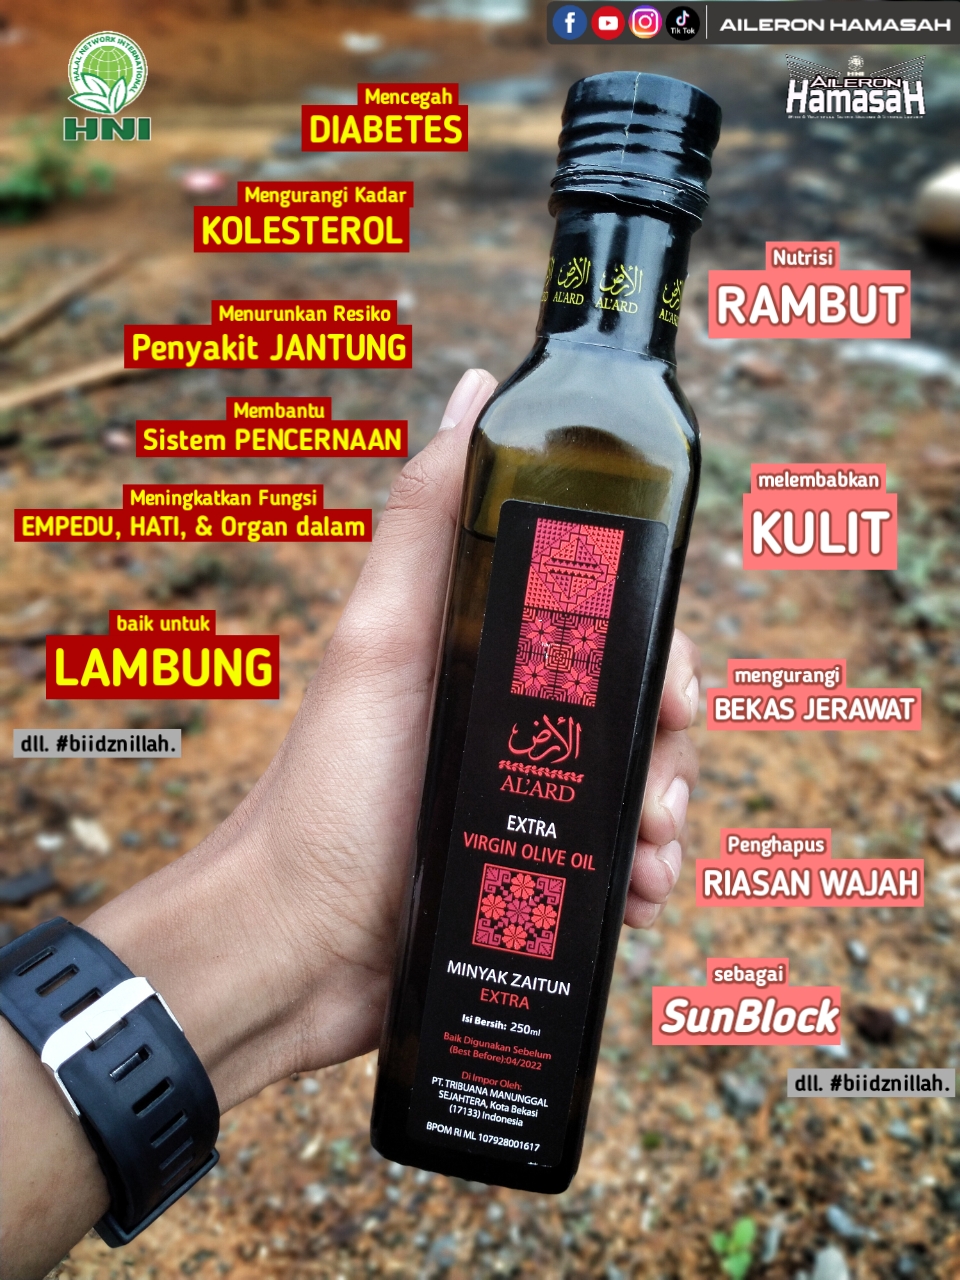 Tik Tok
AILERON HAMASAH
HALAL NETWORK INTERNATIONAL
HNI
HNI
AILERON
HamasaH
Mencegah
DIABETES
Mengurangi Kadar
KOLESTEROL
Menurunkan Resiko
Penyakit JANTUNG
Membantu
Sistem PENCERNAAN
Meningkatkan Fungsi
EMPEDU, HATI, & Organ dalam
baik untuk
LAMBUNG
dll. #biidznillah.
الأرض
AL'ARD
الأرض
AL'ARD
الأرض
AL'ARD
EXTRA
VIRGIN OLIVE OIL
MINYAK ZAITUN
EXTRA
Isi Bersih: 250ml
Baik Digunakan Sebelum
(Best Before):04/2022
Di Impor Oleh:
PT. TRIBUANA MANUNGGAL
SEJAHTERA, Kota Bekasi
(17133) Indonesia
BPOM RI ML 107928001617
Nutrisi
RAMBUT
melembabkan
KULIT
mengurangi
BEKAS JERAWAT
Penghapus
RIASAN WAJAH
sebagai
SunBlock
dll. #biidznillah.